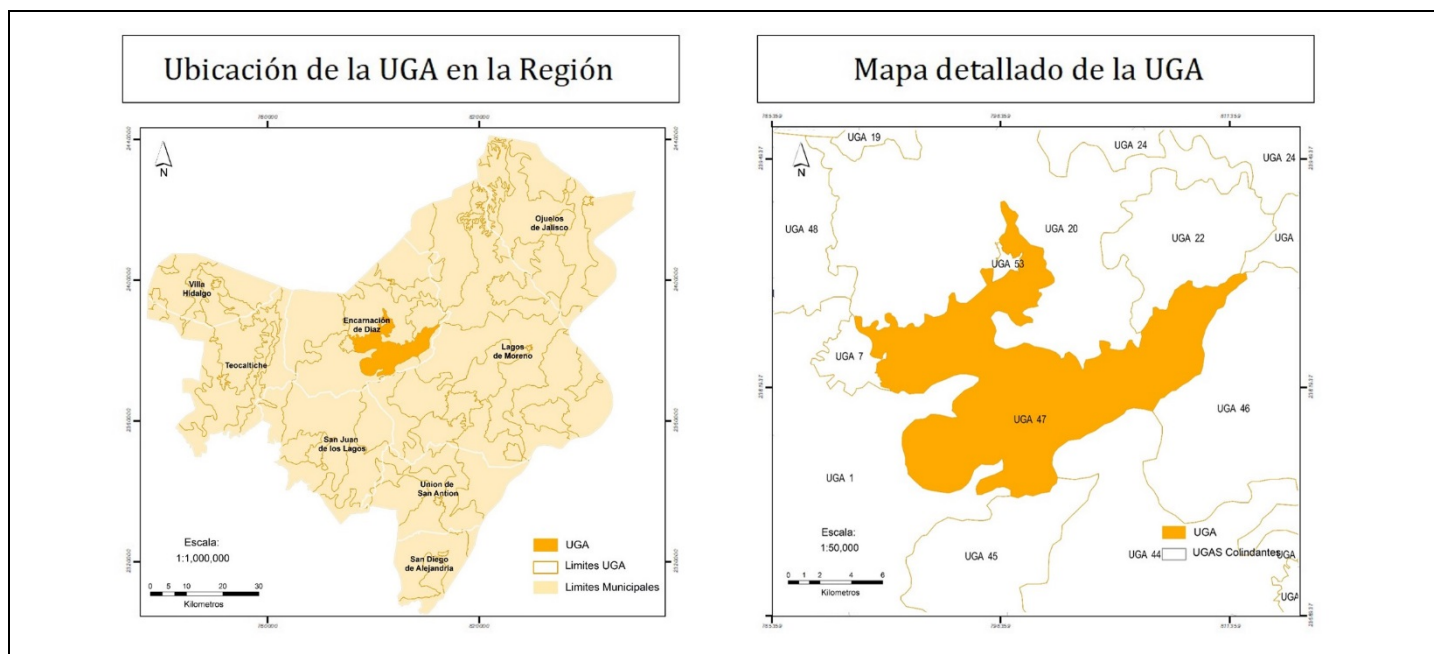 Ubicación de la UGA en la Región
N
Ojuelos
de Jalisco
Villa
Hidalgo
Encarnación
de Diaz
Lagos
de Moreno
Teocaltiche
San Juan
de los Lagos
Union de
San Antion
San Diego
de Alejandria
Escala:
1:1,000,000
0 5 10 20 30
Kilometros
UGA
Limites UGA
Limites Municipales
Mapa detallado de la UGA
N
UGA 19
UGA 24
UGA 24
UGA 48
UGA 20
UGA 22
UGA
UGA 53
UGA 7
UGA 46
UGA 47
UGA 1
UGA 45
UGA 44
UGA
UGA
Escala:
1:50,000
0 1 2 4 6
Kilometros
UGA
UGAS Colindantes